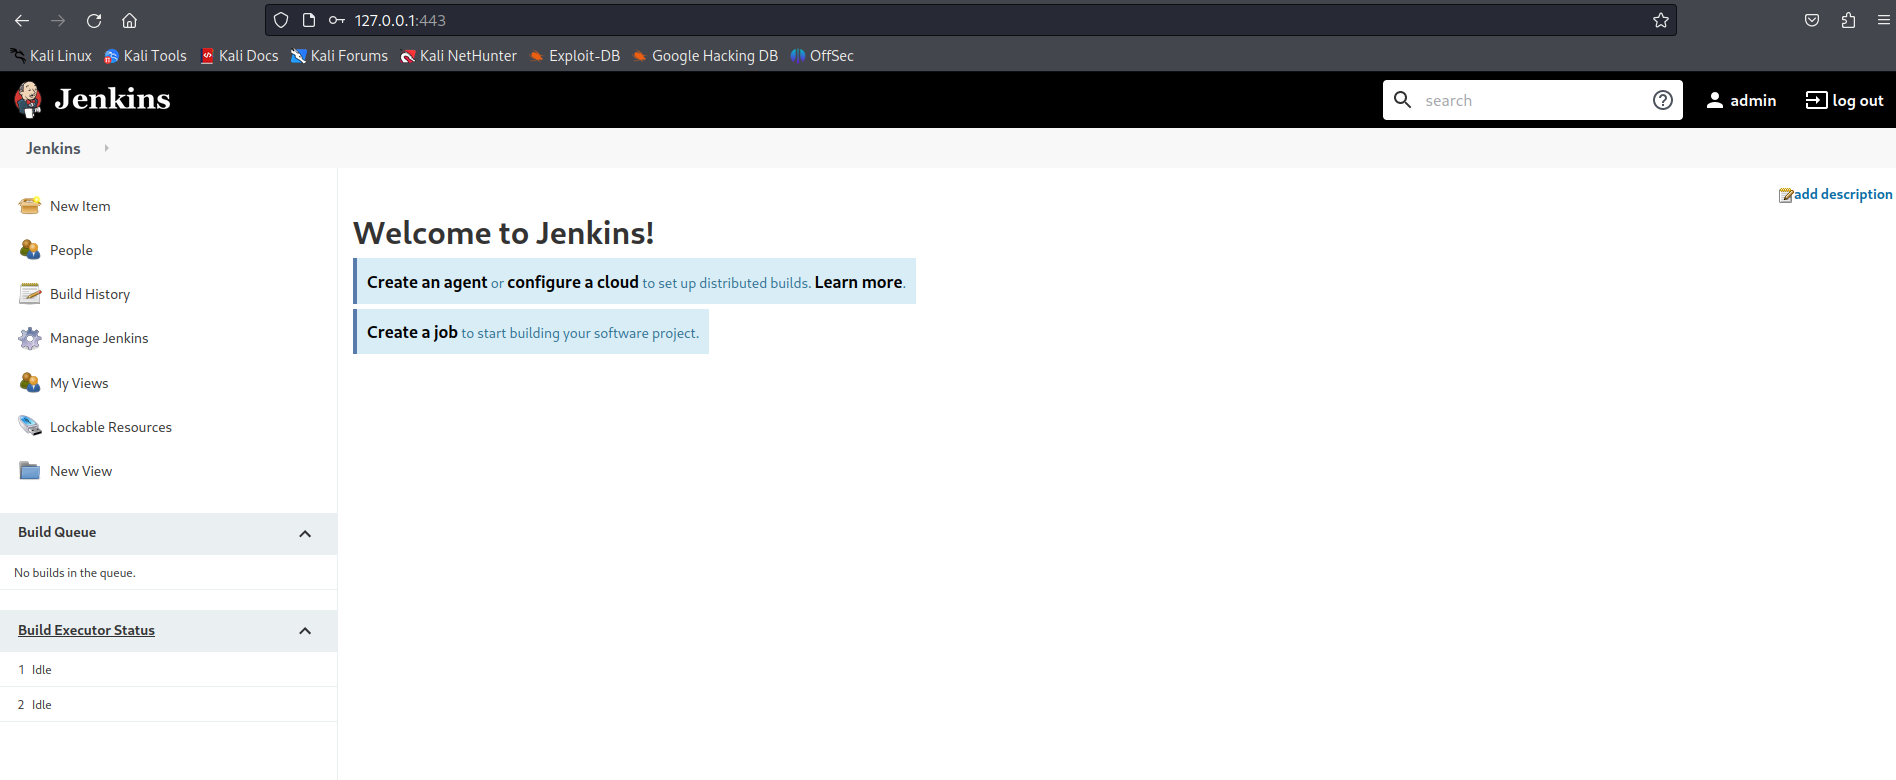 127.0.0.1:443
Kali Linux Kali Tools Kali Docs Kali Forums Kali NetHunter Exploit-DB Google Hacking DB OffSec
Jenkins search admin log out
Jenkins
add description
New Item
People
Build History
Manage Jenkins
My Views
Lockable Resources
New View
Build Queue
No builds in the queue.
Build Executor Status
1 Idle
2 Idle
Welcome to Jenkins!
Create an agent or configure a cloud to set up distributed builds. Learn more.
Create a job to start building your software project.